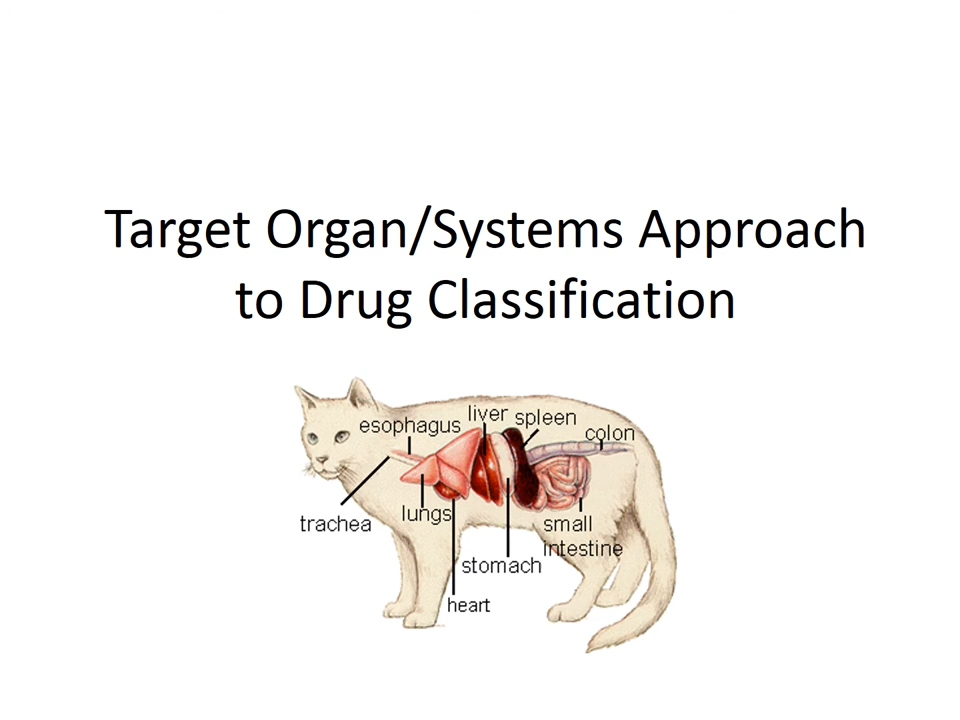 Target Organ/Systems Approach
to Drug Classification
liver
spleen
esophagus
colon
lungs
trachea
small
intestine
stomach
heart